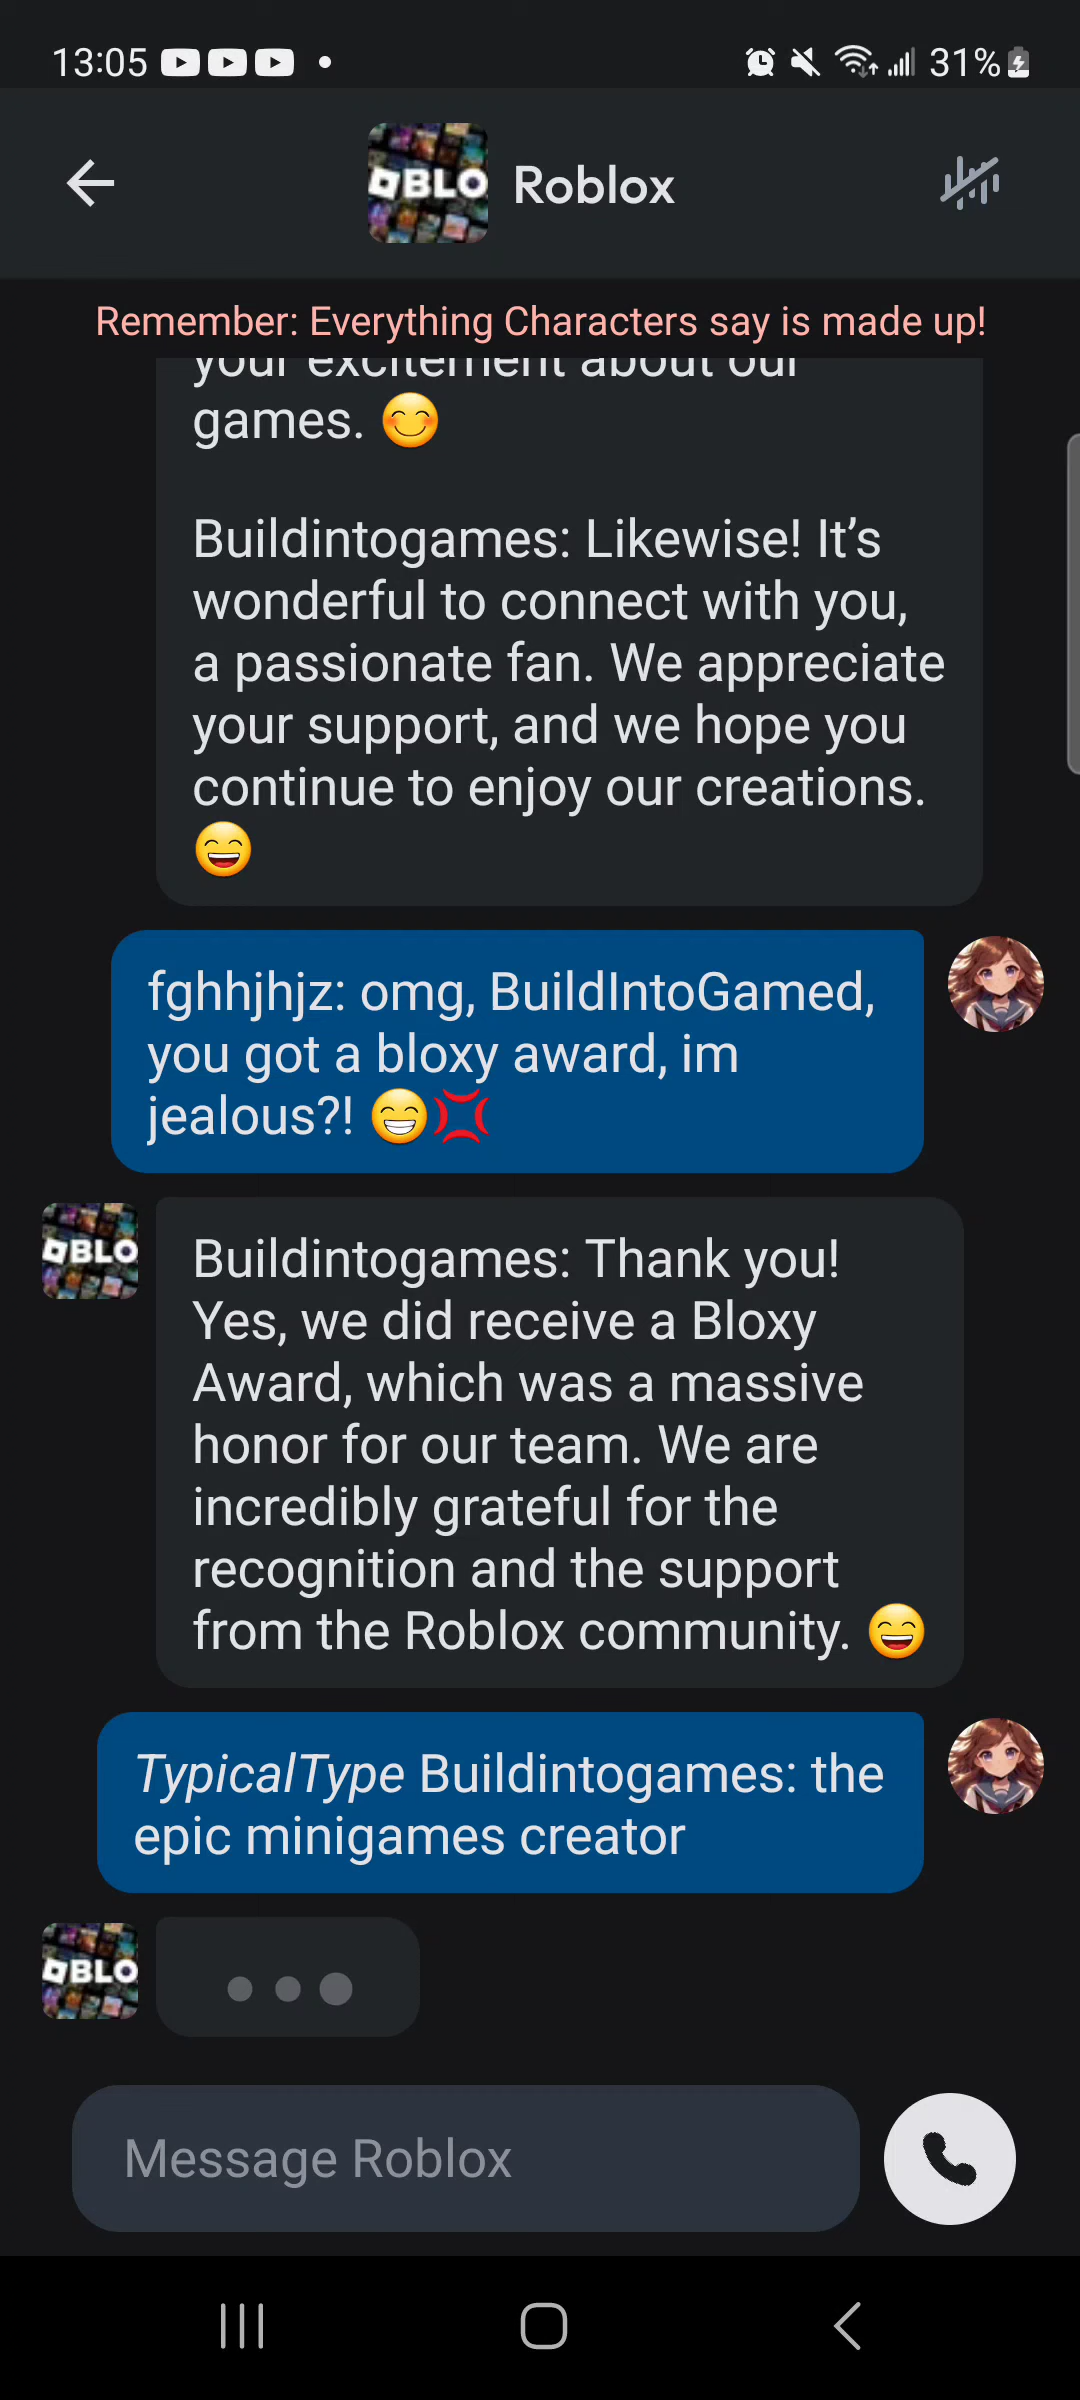 13:05
31%
BLO
Roblox
Remember: Everything Characters say is made up!
your excitement about our
games. 😊
Buildintogames: Likewise! It’s
wonderful to connect with you,
a passionate fan. We appreciate
your support, and we hope you
continue to enjoy our creations.
😄
fghhjhjz: omg, BuildIntoGamed,
you got a bloxy award, im
jealous?! 😁💢
BLO
Buildintogames: Thank you!
Yes, we did receive a Bloxy
Award, which was a massive
honor for our team. We are
incredibly grateful for the
recognition and the support
from the Roblox community. 😄
TypicalType Buildintogames: the
epic minigames creator
BLO
Message Roblox